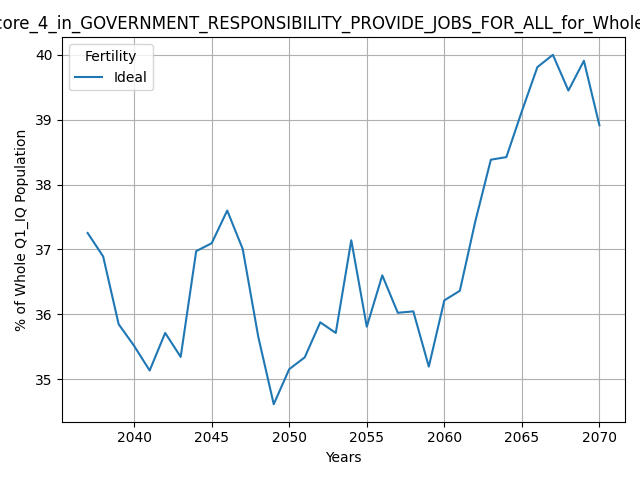 core_4_in_GOVERNMENT_RESPONSIBILITY_PROVIDE_JOBS_FOR_ALL_for_Whole
Fertility
Ideal
% of Whole Q1_IQ Population
40
39
38
37
36
35
2040
2045
2050
2055
2060
2065
2070
Years